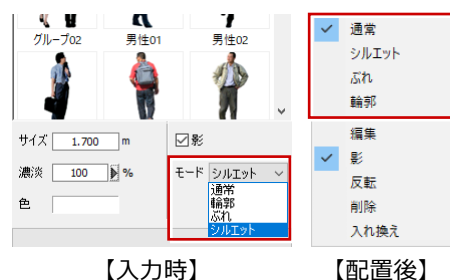 グループ02 男性01 男性02
サイズ 1.700 m
影
濃淡 100 %
モード シルエット
色
通常
輪郭
ぶれ
シルエット
【入力時】
通常
シルエット
ぶれ
輪郭
編集
影
反転
削除
入れ換え
【配置後】